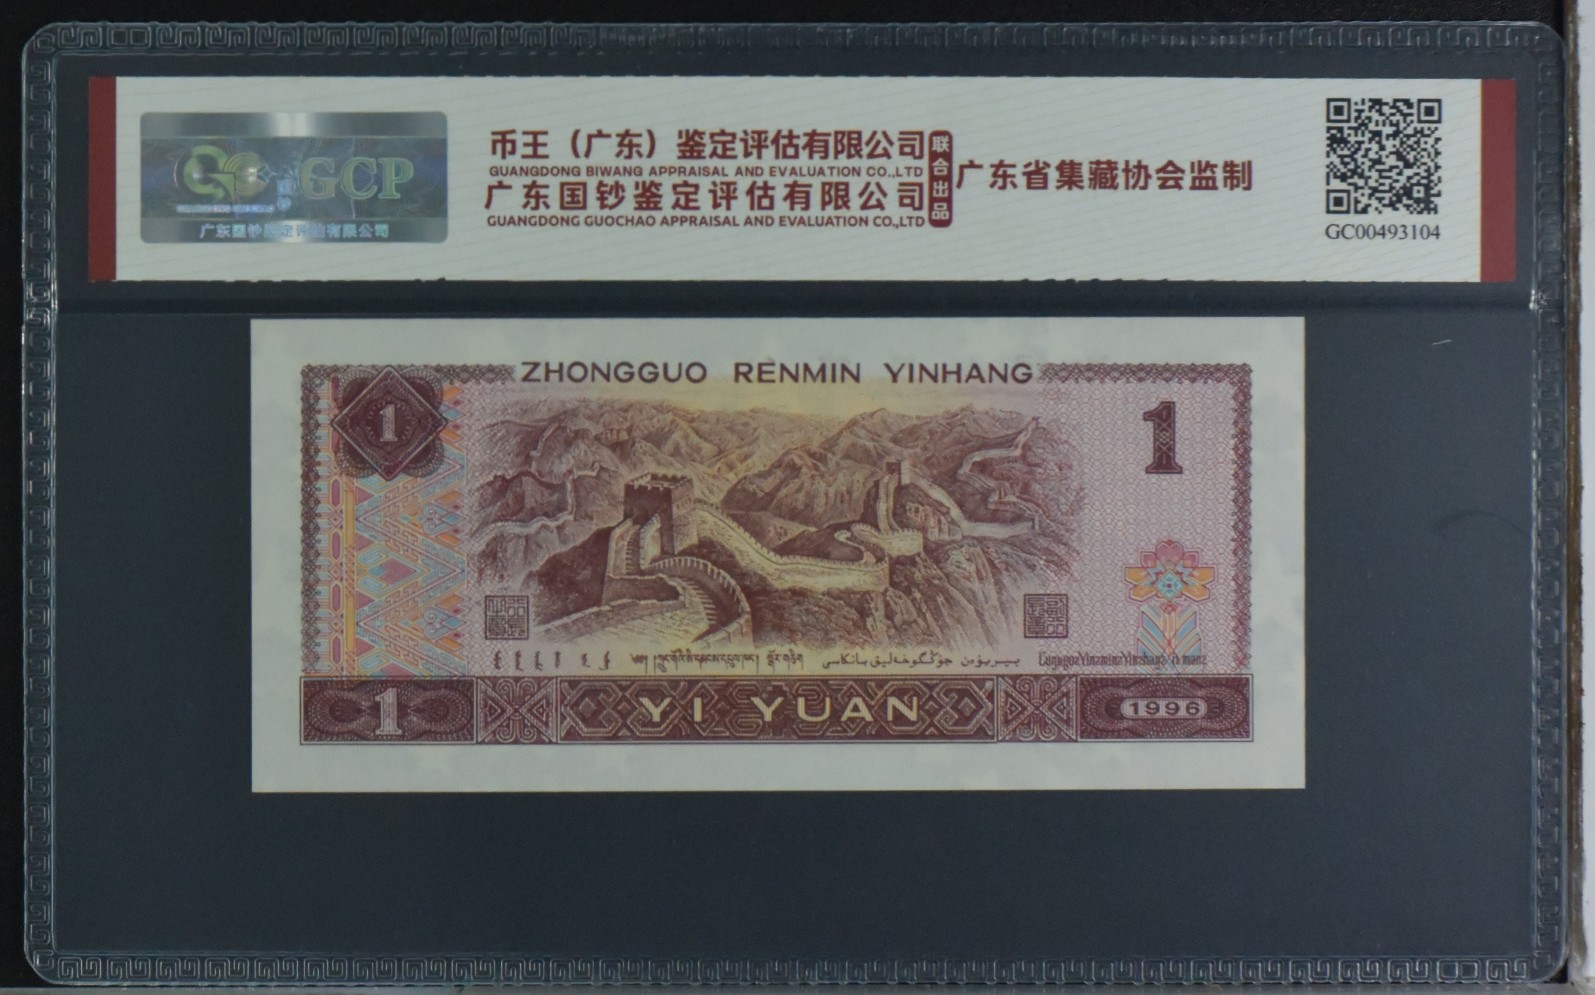 GCP
广东国钞鉴定评估有限公司
币王（广东）鉴定评估有限公司
GUANGDONG BIWANG APPRAISAL AND EVALUATION CO.,LTD
广东国钞鉴定评估有限公司
GUANGDONG GUOCHAO APPRAISAL AND EVALUATION CO.,LTD
联合出品
广东省集藏协会监制
GC00493104
ZHONGGUO RENMIN YINHANG
1
1
1
YI YUAN
1996